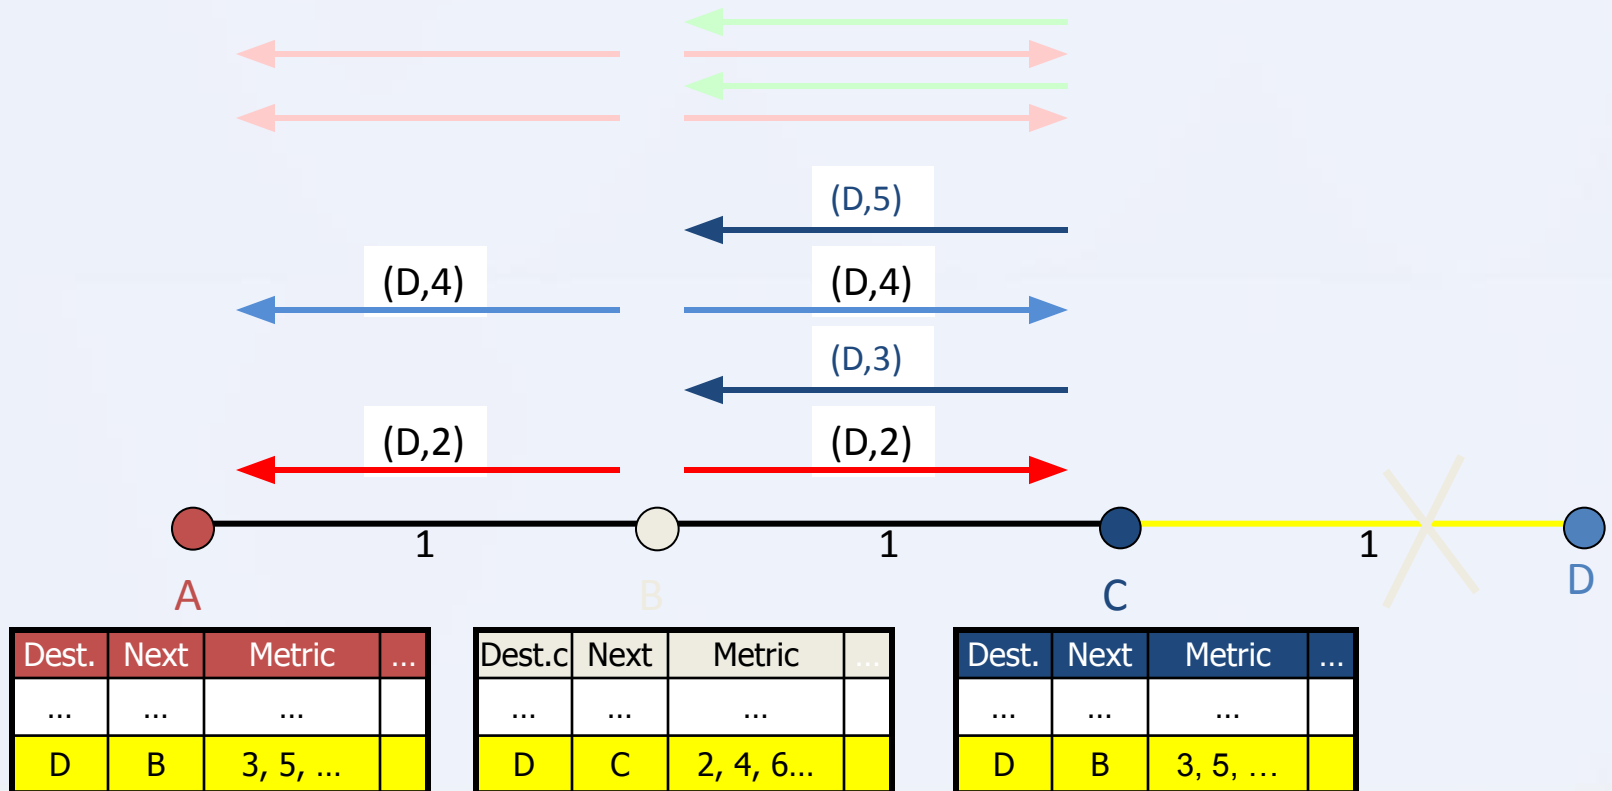 (D,5)
(D,4) (D,4)
(D,3)
(D,2) (D,2)
1 1 1
A B C D
Dest. Next Metric ...
... ... ...
D B 3, 5, ...
Dest.c Next Metric ...
... ... ...
D C 2, 4, 6...
Dest. Next Metric ...
... ... ...
D B 3, 5, ...